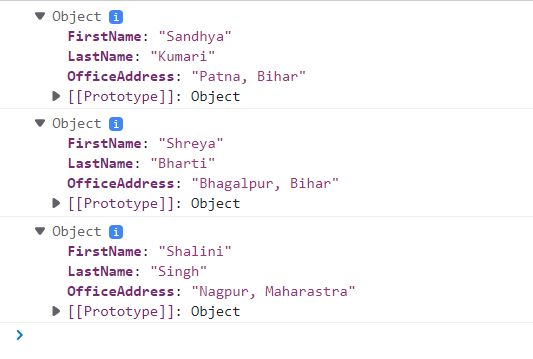 Object i
FirstName: "Sandhya"
LastName: "Kumari"
OfficeAddress: "Patna, Bihar"
[[Prototype]]: Object
Object i
FirstName: "Shreya"
LastName: "Bharti"
OfficeAddress: "Bhagalpur, Bihar"
[[Prototype]]: Object
Object i
FirstName: "Shalini"
LastName: "Singh"
OfficeAddress: "Nagpur, Maharastra"
[[Prototype]]: Object